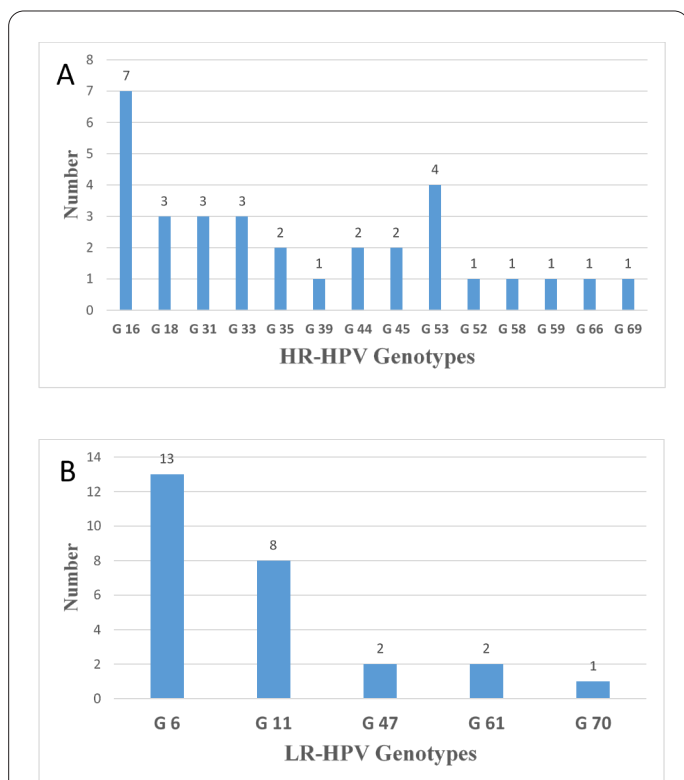 A
8
7
6
5
4
3
2
1
0
Number
7 3 3 3 2 1 2 2 4 1 1 1 1 1
G 16 G 18 G 31 G 33 G 35 G 39 G 44 G 45 G 53 G 52 G 58 G 59 G 66 G 69
HR-HPV Genotypes
B
14
12
10
8
6
4
2
0
Number
13 8 2 2 1
G 6 G 11 G 47 G 61 G 70
LR-HPV Genotypes